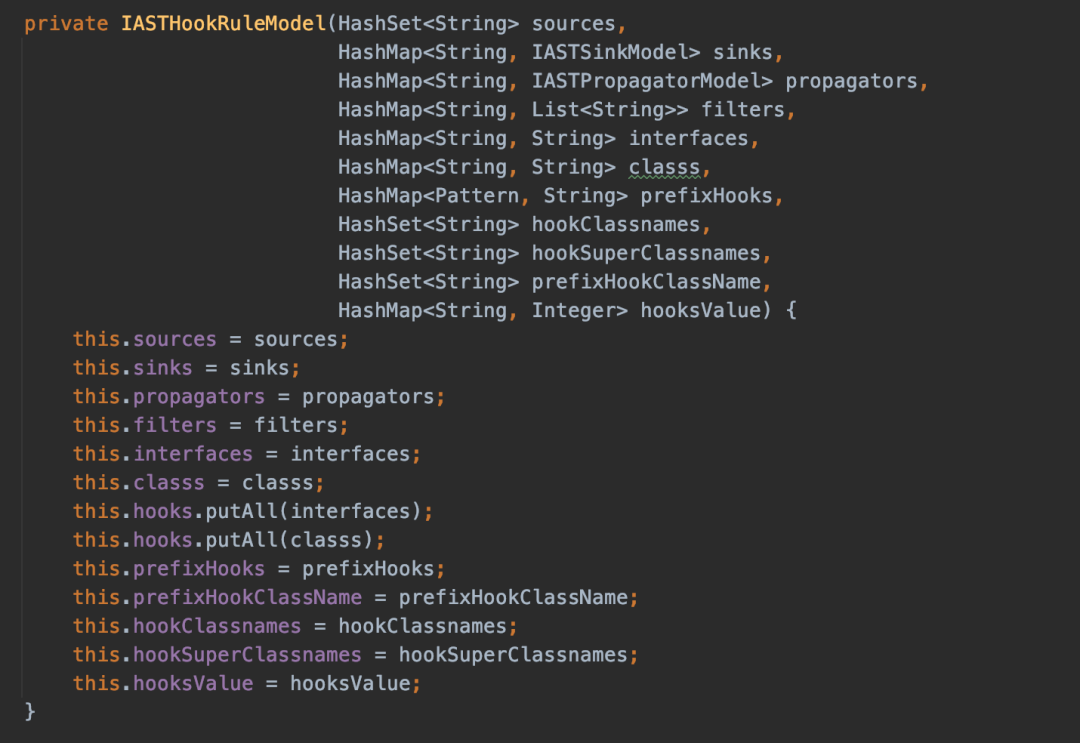 private IASTHookRuleModel(HashSet<String> sources,
HashMap<String, IASTSinkModel> sinks,
HashMap<String, IASTPropagatorModel> propagators,
HashMap<String, List<String>> filters,
HashMap<String, String> interfaces,
HashMap<String, String> classs,
HashMap<Pattern, String> prefixHooks,
HashSet<String> hookClassnames,
HashSet<String> hookSuperClassnames,
HashSet<String> prefixHookClassName,
HashMap<String, Integer> hooksValue) {
this.sources = sources;
this.sinks = sinks;
this.propagators = propagators;
this.filters = filters;
this.interfaces = interfaces;
this.classs = classs;
this.hooks.putAll(interfaces);
this.hooks.putAll(classs);
this.prefixHooks = prefixHooks;
this.prefixHookClassName = prefixHookClassName;
this.hookClassnames = hookClassnames;
this.hookSuperClassnames = hookSuperClassnames;
this.hooksValue = hooksValue;
}